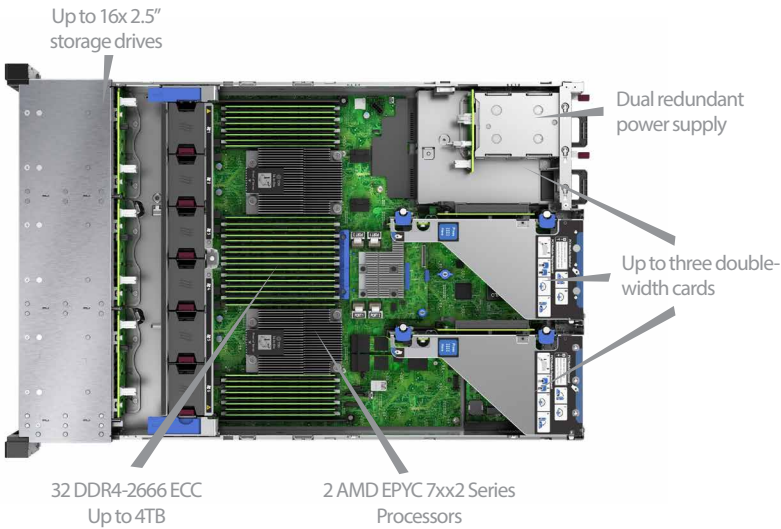 Up to 16x 2.5”
storage drives
Dual redundant
power supply
Up to three double-
width cards
32 DDR4-2666 ECC
Up to 4TB
2 AMD EPYC 7xx2 Series
Processors